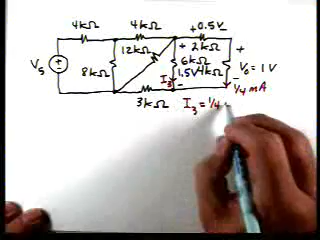 4kΩ 4kΩ +0.5V-
12kΩ 2kΩ +
Vs + - 8kΩ + 6kΩ 4kΩ V₀ = 1V
I₃ 1.5V -
- 1/4 mA
3kΩ I₃ = 1/4